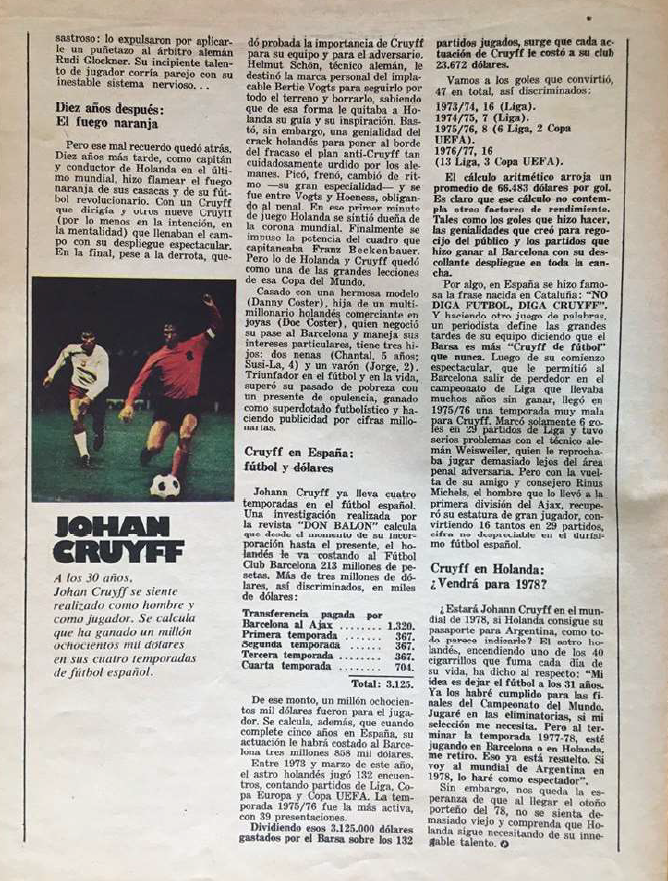 sastroso: lo expulsaron por aplicar-
le un puñetazo al árbitro alemán
Rudi Glockner. Su incipiente talen-
to de jugador corría parejo con su
inestable sistema nervioso...
Diez años después:
El fuego naranja
Pero ese mal recuerdo quedó atrás.
Diez años más tarde, como capitán
y conductor de Holanda en el últi-
mo mundial, hizo flamear el fuego
naranja de sus casacas y de su fút-
bol revolucionario. Con un Cruyff
que dirigía y otros nueve Cruyff
(por lo menos en la intención, en
la mentalidad) que llenaban el cam-
po con su despliegue espectacular.
En la final, pese a la derrota, que-
JOHAN
CRUYFF
A los 30 años,
Johan Cruyff se siente
realizado como hombre y
como jugador. Se calcula
que ha ganado un millón
ochocientos mil dólares
en sus cuatro temporadas
de fútbol español.
dó probada la importancia de Cruyff
para su equipo y para el adversario.
Helmut Schön, técnico alemán, le
destinó la marca personal del impla-
cable Bertie Vogts para seguirlo por
todo el terreno y borrarlo, sabiendo
que de esa forma le quitaba a Ho-
landa su guía y su inspiración. Bas-
tó, sin embargo, una genialidad del
crack holandés para poner al borde
del fracaso el plan anti-Cruyff tan
cuidadosamente urdido por los ale-
manes. Picó, frenó, cambió de rit-
mo —su gran especialidad— y se
fue entre Vogts y Hoeness, obligan-
do al penal. En ese primer minuto
de juego Holanda se sintió dueña de
la corona mundial. Finalmente se
impuso la potencia del cuadro que
capitaneaba Franz Beckenbauer.
Pero lo de Holanda y Cruyff quedó
como una de las grandes lecciones
de esa Copa del Mundo.
Casado con una hermosa modelo
(Danny Coster), hija de un multi-
millonario holandés comerciante en
joyas (Doc Coster), quien negoció
su pase al Barcelona y maneja sus
intereses particulares, tiene tres hi-
jos: dos nenas (Chantal, 5 años;
Susi-La, 4) y un varón (Jorge, 2).
Triunfador en el fútbol y en la vida,
superó su pasado de pobreza con
un presente de opulencia, ganado
como superdotado futbolístico y ha-
ciendo publicidad por cifras millo-
narias.
Cruyff en España:
fútbol y dólares
Johann Cruyff ya lleva cuatro
temporadas en el fútbol español.
Una investigación realizada por
la revista "DON BALON" calcula
que desde el momento de su incor-
poración hasta el presente, el ho-
landés le va costando al Fútbol
Club Barcelona 213 millones de pe-
setas. Más de tres millones de dó-
lares, así discriminados, en miles
de dólares:
Transferencia pagada por
Barcelona al Ajax ........ 1.320.
Primera temporada ...... 367.
Segunda temporada ...... 367.
Tercera temporada ...... 367.
Cuarta temporada ....... 704.
Total: 3.125.
De ese monto, un millón ochocien-
tos mil dólares fueron para el juga-
dor. Se calcula, además, que cuando
complete cinco años en España, su
actuación le habrá costado al Barce-
lona tres millones 858 mil dólares.
Entre 1973 y marzo de este año,
el astro holandés jugó 132 encuen-
tros, contando partidos de Liga, Co-
pa Europa y Copa UEFA. La tem-
porada 1975/76 fue la más activa,
con 39 presentaciones.
Dividiendo esos 3.125.000 dólares
gastados por el Barsa sobre los 132
partidos jugados, surge que cada ac-
tuación de Cruyff le costó a su club
23.672 dólares.
Vamos a los goles que convirtió,
47 en total, así discriminados:
1973/74, 16 (Liga).
1974/75, 7 (Liga).
1975/76, 8 (6 Liga, 2 Copa
UEFA).
1976/77, 16
(13 Liga, 3 Copa UEFA).
El cálculo aritmético arroja un
promedio de 66.483 dólares por gol.
Es claro que ese cálculo no contem-
pla otros factores de rendimiento.
Tales como los goles que hizo hacer,
las genialidades que creó para rego-
cijo del público y los partidos que
hizo ganar al Barcelona con su des-
collante despliegue en toda la can-
cha.
Por algo, en España se hizo famo-
sa la frase nacida en Cataluña: "NO
DIGA FUTBOL, DIGA CRUYFF".
Y haciendo otro juego de palabras,
un periodista define las grandes
tardes de su equipo diciendo que el
Barsa es más "Cruyff de fútbol"
que nunca. Luego de su comienzo
espectacular, que le permitió al
Barcelona salir de perdedor en el
campeonato de Liga que llevaba
muchos años sin ganar, llegó en
1975/76 una temporada muy mala
para Cruyff. Marcó solamente 6 go-
les en 29 partidos de Liga y tuvo
serios problemas con el técnico ale-
mán Weisweiler, quien le reprocha-
ba jugar demasiado lejos del área
penal adversaria. Pero con la vuelta
de su amigo y consejero Rinus
Michels, el hombre que lo llevó a la
primera división del Ajax, recupe-
ró su estatura de gran jugador, con-
virtiendo 16 tantos en 29 partidos,
cifra no despreciable en el durísi-
mo fútbol español.
Cruyff en Holanda:
¿Vendrá para 1978?
¿Estará Johann Cruyff en el mun-
dial de 1978, si Holanda consigue su
pasaporte para Argentina, como to-
do parece indicarlo? El astro ho-
landés, encendiendo uno de los 40
cigarrillos que fuma cada día de
su vida, ha dicho al respecto: "Mi
idea es dejar el fútbol a los 31 años.
Ya los habré cumplido para las fi-
nales del Campeonato del Mundo.
Jugaré en las eliminatorias, si mi
selección me necesita. Pero al ter-
minar la temporada 1977-78, esté
jugando en Barcelona o en Holanda,
me retiro. Eso ya está resuelto. Si
voy al mundial de Argentina en
1978, lo haré como espectador".
Sin embargo, nos queda la es-
peranza de que al llegar el otoño
porteño del 78, no se sienta de-
masiado viejo y comprenda que Ho-
landa sigue necesitando de su inne-
gable talento.